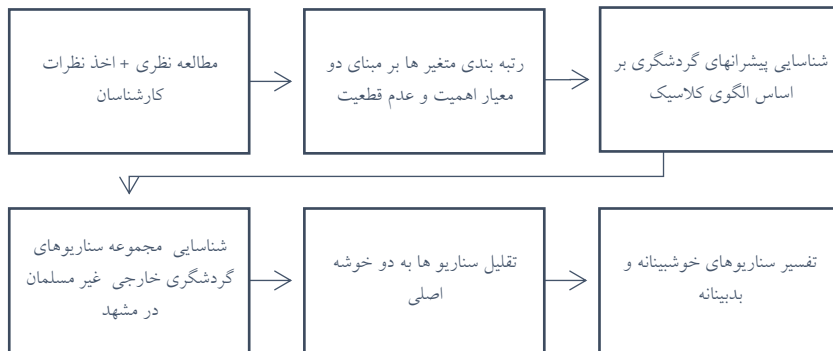 مطالعه نظری + اخذ نظرات
کارشناسان
رتبه بندی متغیر ها بر مبنای دو
معیار اهمیت و عدم قطعیت
شناسایی پیشرانهای گردشگری بر
اساس الگوی کلاسیک
شناسایی مجموعه سناریوهای
گردشگری خارجی غیر مسلمان
در مشهد
تقلیل سناریو ها به دو خوشه
اصلی
تفسیر سناریوهای خوشبینانه و
بدبینانه